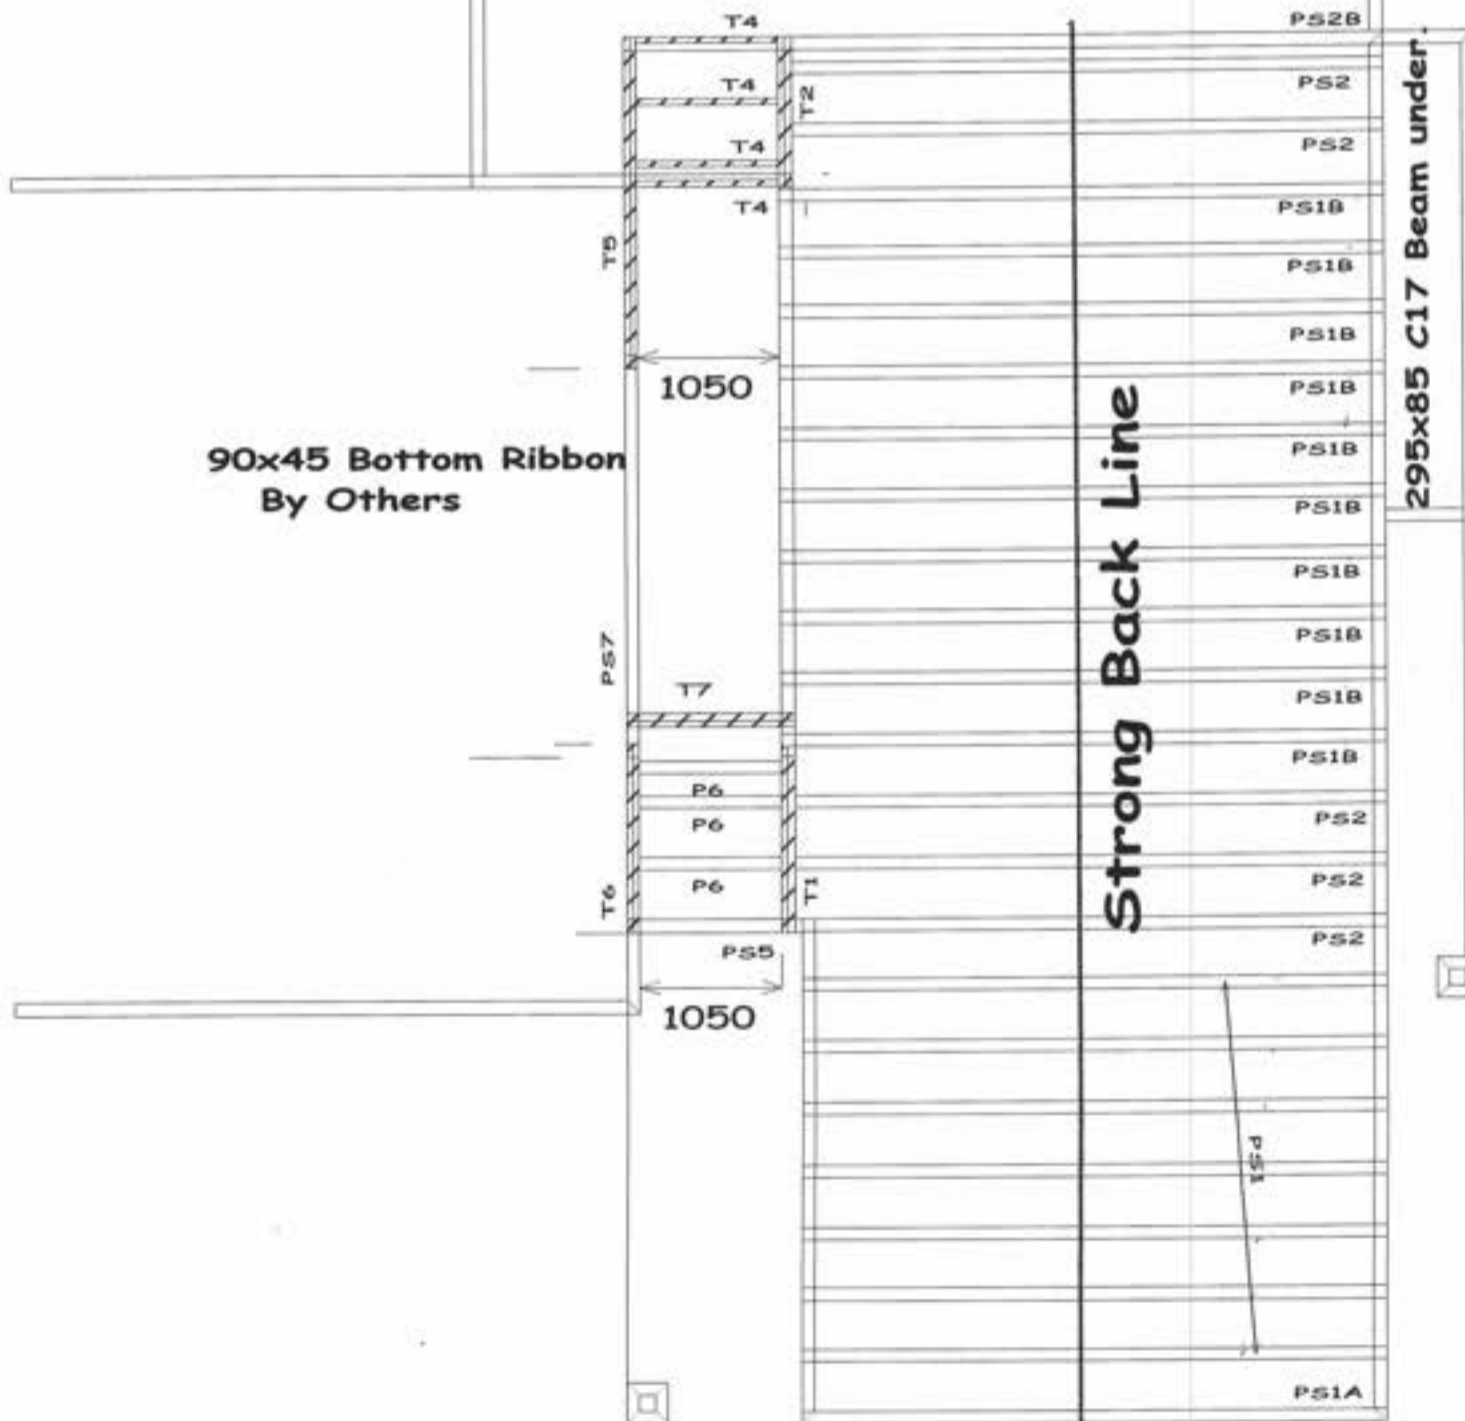 T4
PS2B
T4
T2
PS2
T4
PS2
T4
PS1B
T5
PS1B
PS1B
1050
PS1B
295x85 C17 Beam under.
90x45 Bottom Ribbon
By Others
PS1B
PS1B
PS1B
Strong Back Line
PS7
PS1B
T7
PS1B
PS1B
P6
PS2
P6
P6
T6
T1
PS2
PS5
PS2
1050
PS1
PS1A